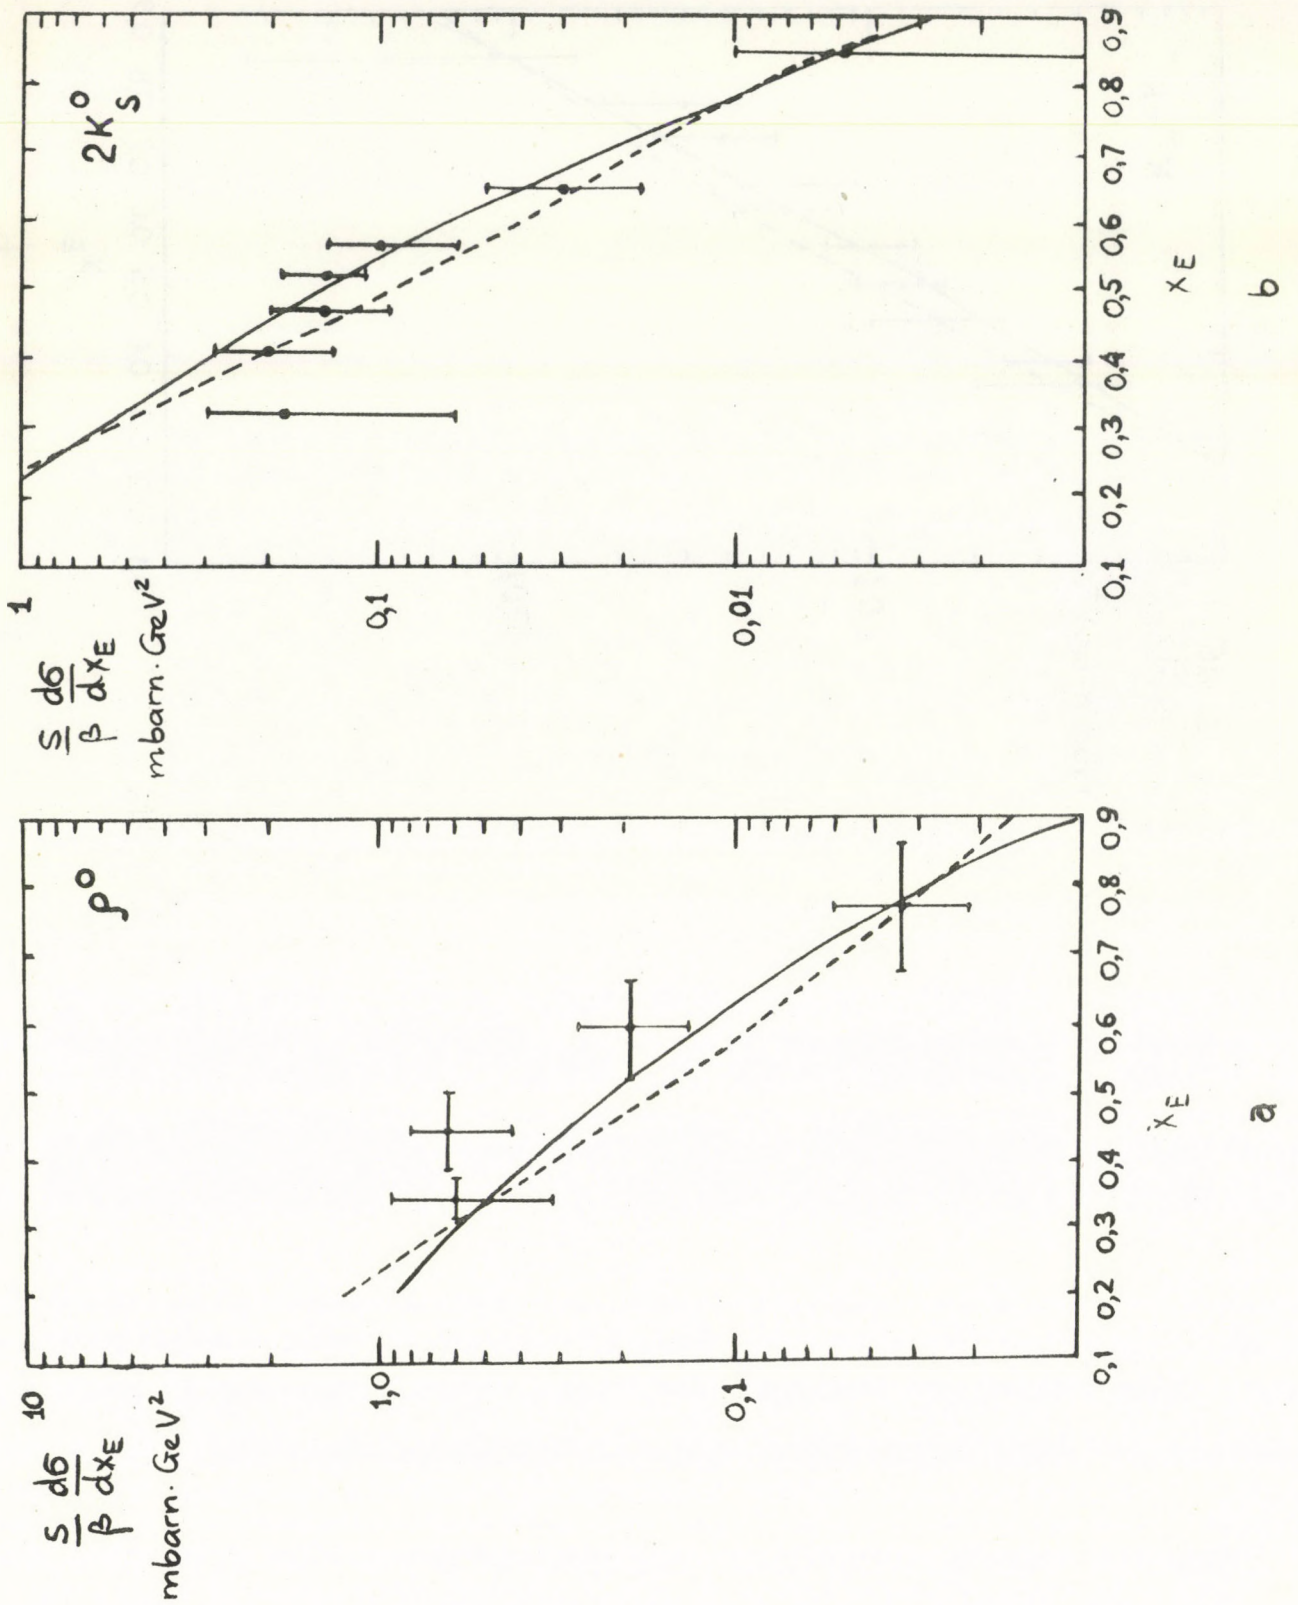 s/β dσ/dx_E
mbarn. GeV²
10
1,0
0,1
ρ⁰
0,1 0,2 0,3 0,4 0,5 0,6 0,7 0,8 0,9
x_E
a
s/β dσ/dx_E
mbarn. GeV²
1
0,1
0,01
2K⁰_S
0,1 0,2 0,3 0,4 0,5 0,6 0,7 0,8 0,9
x_E
b